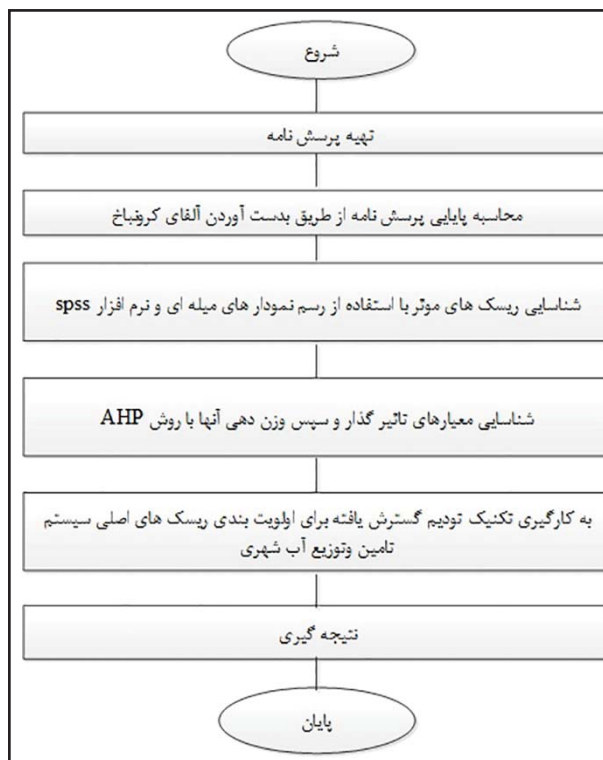 شروع
تهیه پرسش نامه
محاسبه پایایی پرسش نامه از طریق بدست آوردن آلفای کرونباخ
شناسایی ریسک های موثر با استفاده از رسم نمودار های میله ای و نرم افزار spss
شناسایی معیارهای تاثیر گذار و سپس وزن دهی آنها با روش AHP
به کارگیری تکنیک تودیم گسترش یافته برای اولویت بندی ریسک های اصلی سیستم
تامین وتوزیع آب شهری
نتیجه گیری
پایان